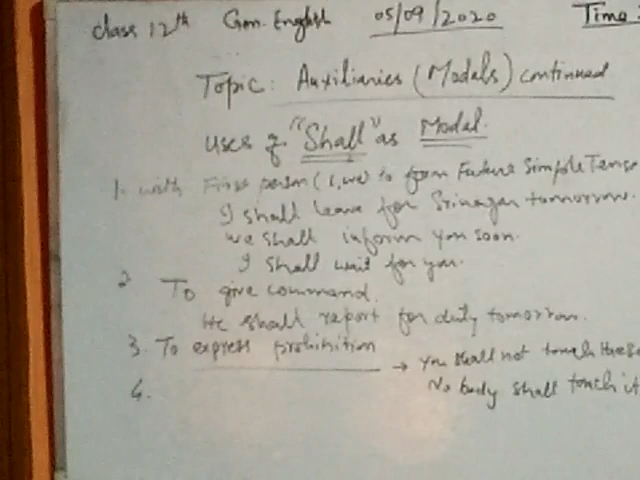 class 12th Gen. English 05/09/2020 Time:
Topic: Auxiliaries (Modals) continued
uses of "Shall" as Modal.
1. with First person (I, we) to form Future Simple Tense
I shall leave for Srinagar tomorrow.
we shall inform you soon.
I shall wait for you.
2 To give command.
He shall report for duty tomorrow.
3. To express prohibition → you shall not touch these
No body shall touch it
4.